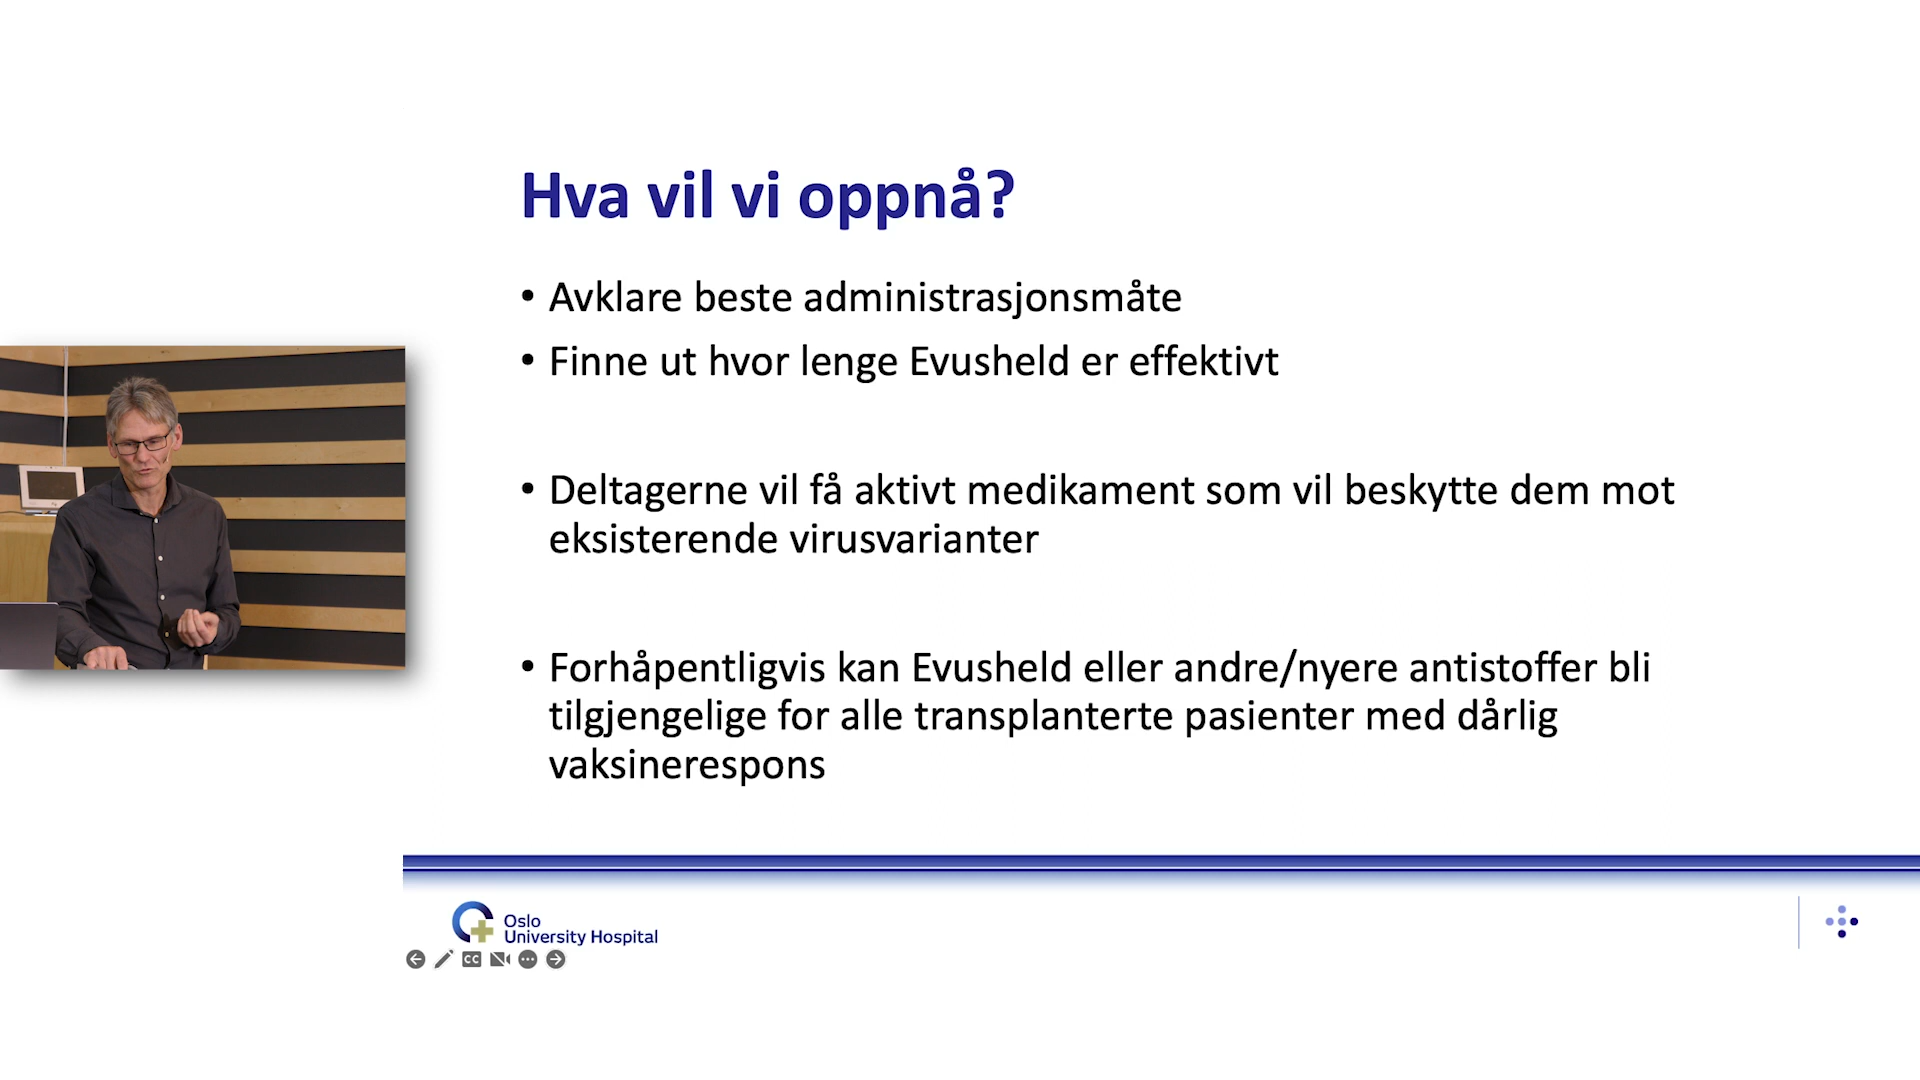 Hva vil vi oppnå?
• Avklare beste administrasjonsmåte
• Finne ut hvor lenge Evusheld er effektivt
• Deltagerne vil få aktivt medikament som vil beskytte dem mot
eksisterende virusvarianter
• Forhåpentligvis kan Evusheld eller andre/nyere antistoffer bli
tilgjengelige for alle transplanterte pasienter med dårlig
vaksinerespons
Oslo
University Hospital
CC